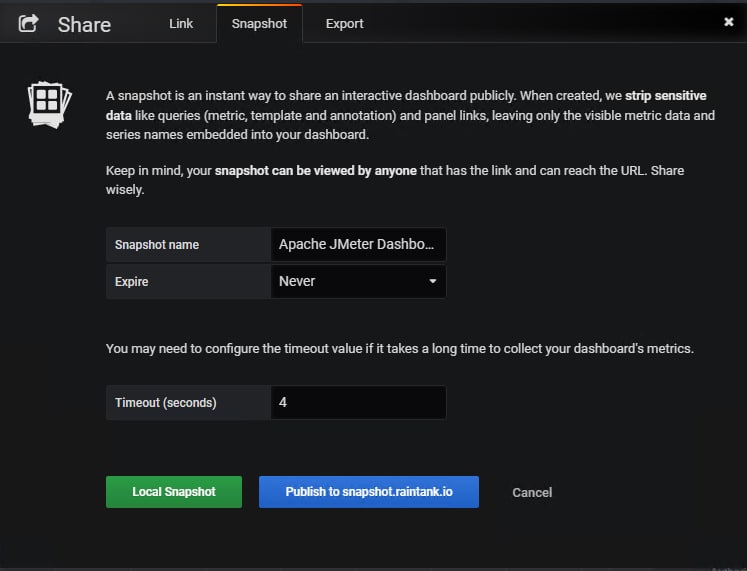 Share
Link
Snapshot
Export
A snapshot is an instant way to share an interactive dashboard publicly. When created, we strip sensitive
data like queries (metric, template and annotation) and panel links, leaving only the visible metric data and
series names embedded into your dashboard.
Keep in mind, your snapshot can be viewed by anyone that has the link and can reach the URL. Share
wisely.
Snapshot name
Apache JMeter Dashbo...
Expire
Never
You may need to configure the timeout value if it takes a long time to collect your dashboard's metrics.
Timeout (seconds)
4
Local Snapshot
Publish to snapshot.raintank.io
Cancel